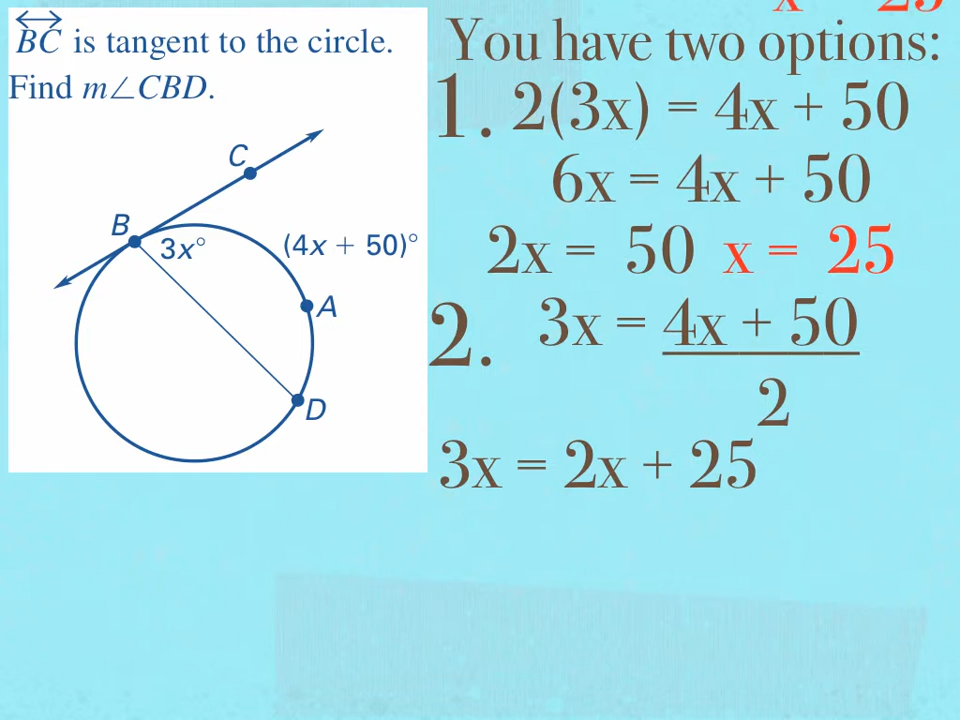 x = 25
BC is tangent to the circle.
Find m∠CBD.
C
B
3x°
(4x + 50)°
A
D
You have two options:
1. 2(3x) = 4x + 50
6x = 4x + 50
2x = 50 x = 25
2. 3x = 4x + 50
2
3x = 2x + 25